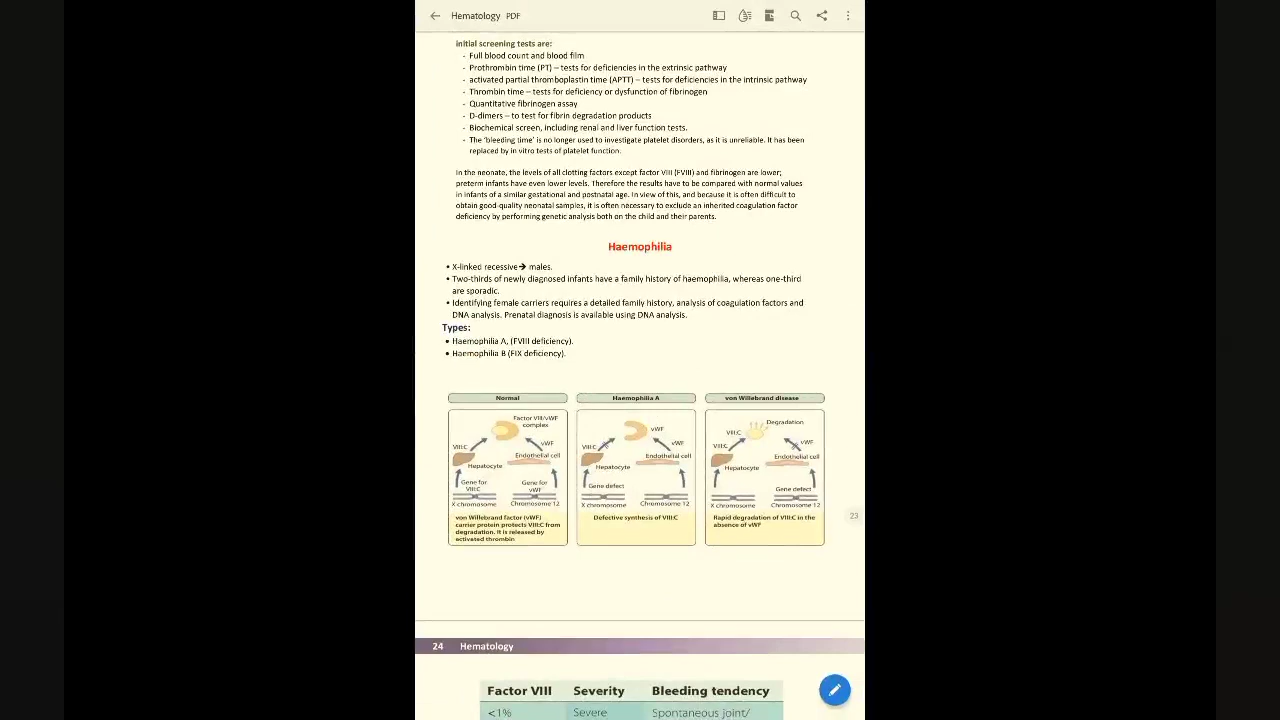 Hematology PDF
initial screening tests are:
- Full blood count and blood film
- Prothrombin time (PT) – tests for deficiencies in the extrinsic pathway
- activated partial thromboplastin time (APTT) – tests for deficiencies in the intrinsic pathway
- Thrombin time – tests for deficiency or dysfunction of fibrinogen
- Quantitative fibrinogen assay
- D-dimers – to test for fibrin degradation products
- Biochemical screen, including renal and liver function tests.
- The 'bleeding time' is no longer used to investigate platelet disorders, as it is unreliable. It has been
replaced by in vitro tests of platelet function.
In the neonate, the levels of all clotting factors except factor VIII (FVIII) and fibrinogen are lower;
preterm infants have even lower levels. Therefore the results have to be compared with normal values
in infants of a similar gestational and postnatal age. In view of this, and because it is often difficult to
obtain good-quality neonatal samples, it is often necessary to exclude an inherited coagulation factor
deficiency by performing genetic analysis both on the child and their parents.
Haemophilia
• X-linked recessive➔ males.
• Two-thirds of newly diagnosed infants have a family history of haemophilia, whereas one-third
are sporadic.
• Identifying female carriers requires a detailed family history, analysis of coagulation factors and
DNA analysis. Prenatal diagnosis is available using DNA analysis.
Types:
• Haemophilia A, (FVIII deficiency).
• Haemophilia B (FIX deficiency).
Normal
Factor VIII/vWF
complex
VIII:C
vWF
Hepatocyte
Endothelial cell
Gene for
VIII:C
Gene for
vWF
X chromosome
Chromosome 12
von Willebrand factor (vWF)
carrier protein protects VIII:C from
degradation. It is released by
activated thrombin
Haemophilia A
vWF
VIII:C
vWF
Hepatocyte
Endothelial cell
Gene defect
X chromosome
Chromosome 12
Defective synthesis of VIII:C
von Willebrand disease
Degradation
VIII:C
VIII:C
vWF
Hepatocyte
Endothelial cell
Gene defect
X chromosome
Chromosome 12
Rapid degradation of VIII:C in the
absence of vWF
23
24 Hematology
Factor VIII Severity Bleeding tendency
<1% Severe Spontaneous joint/